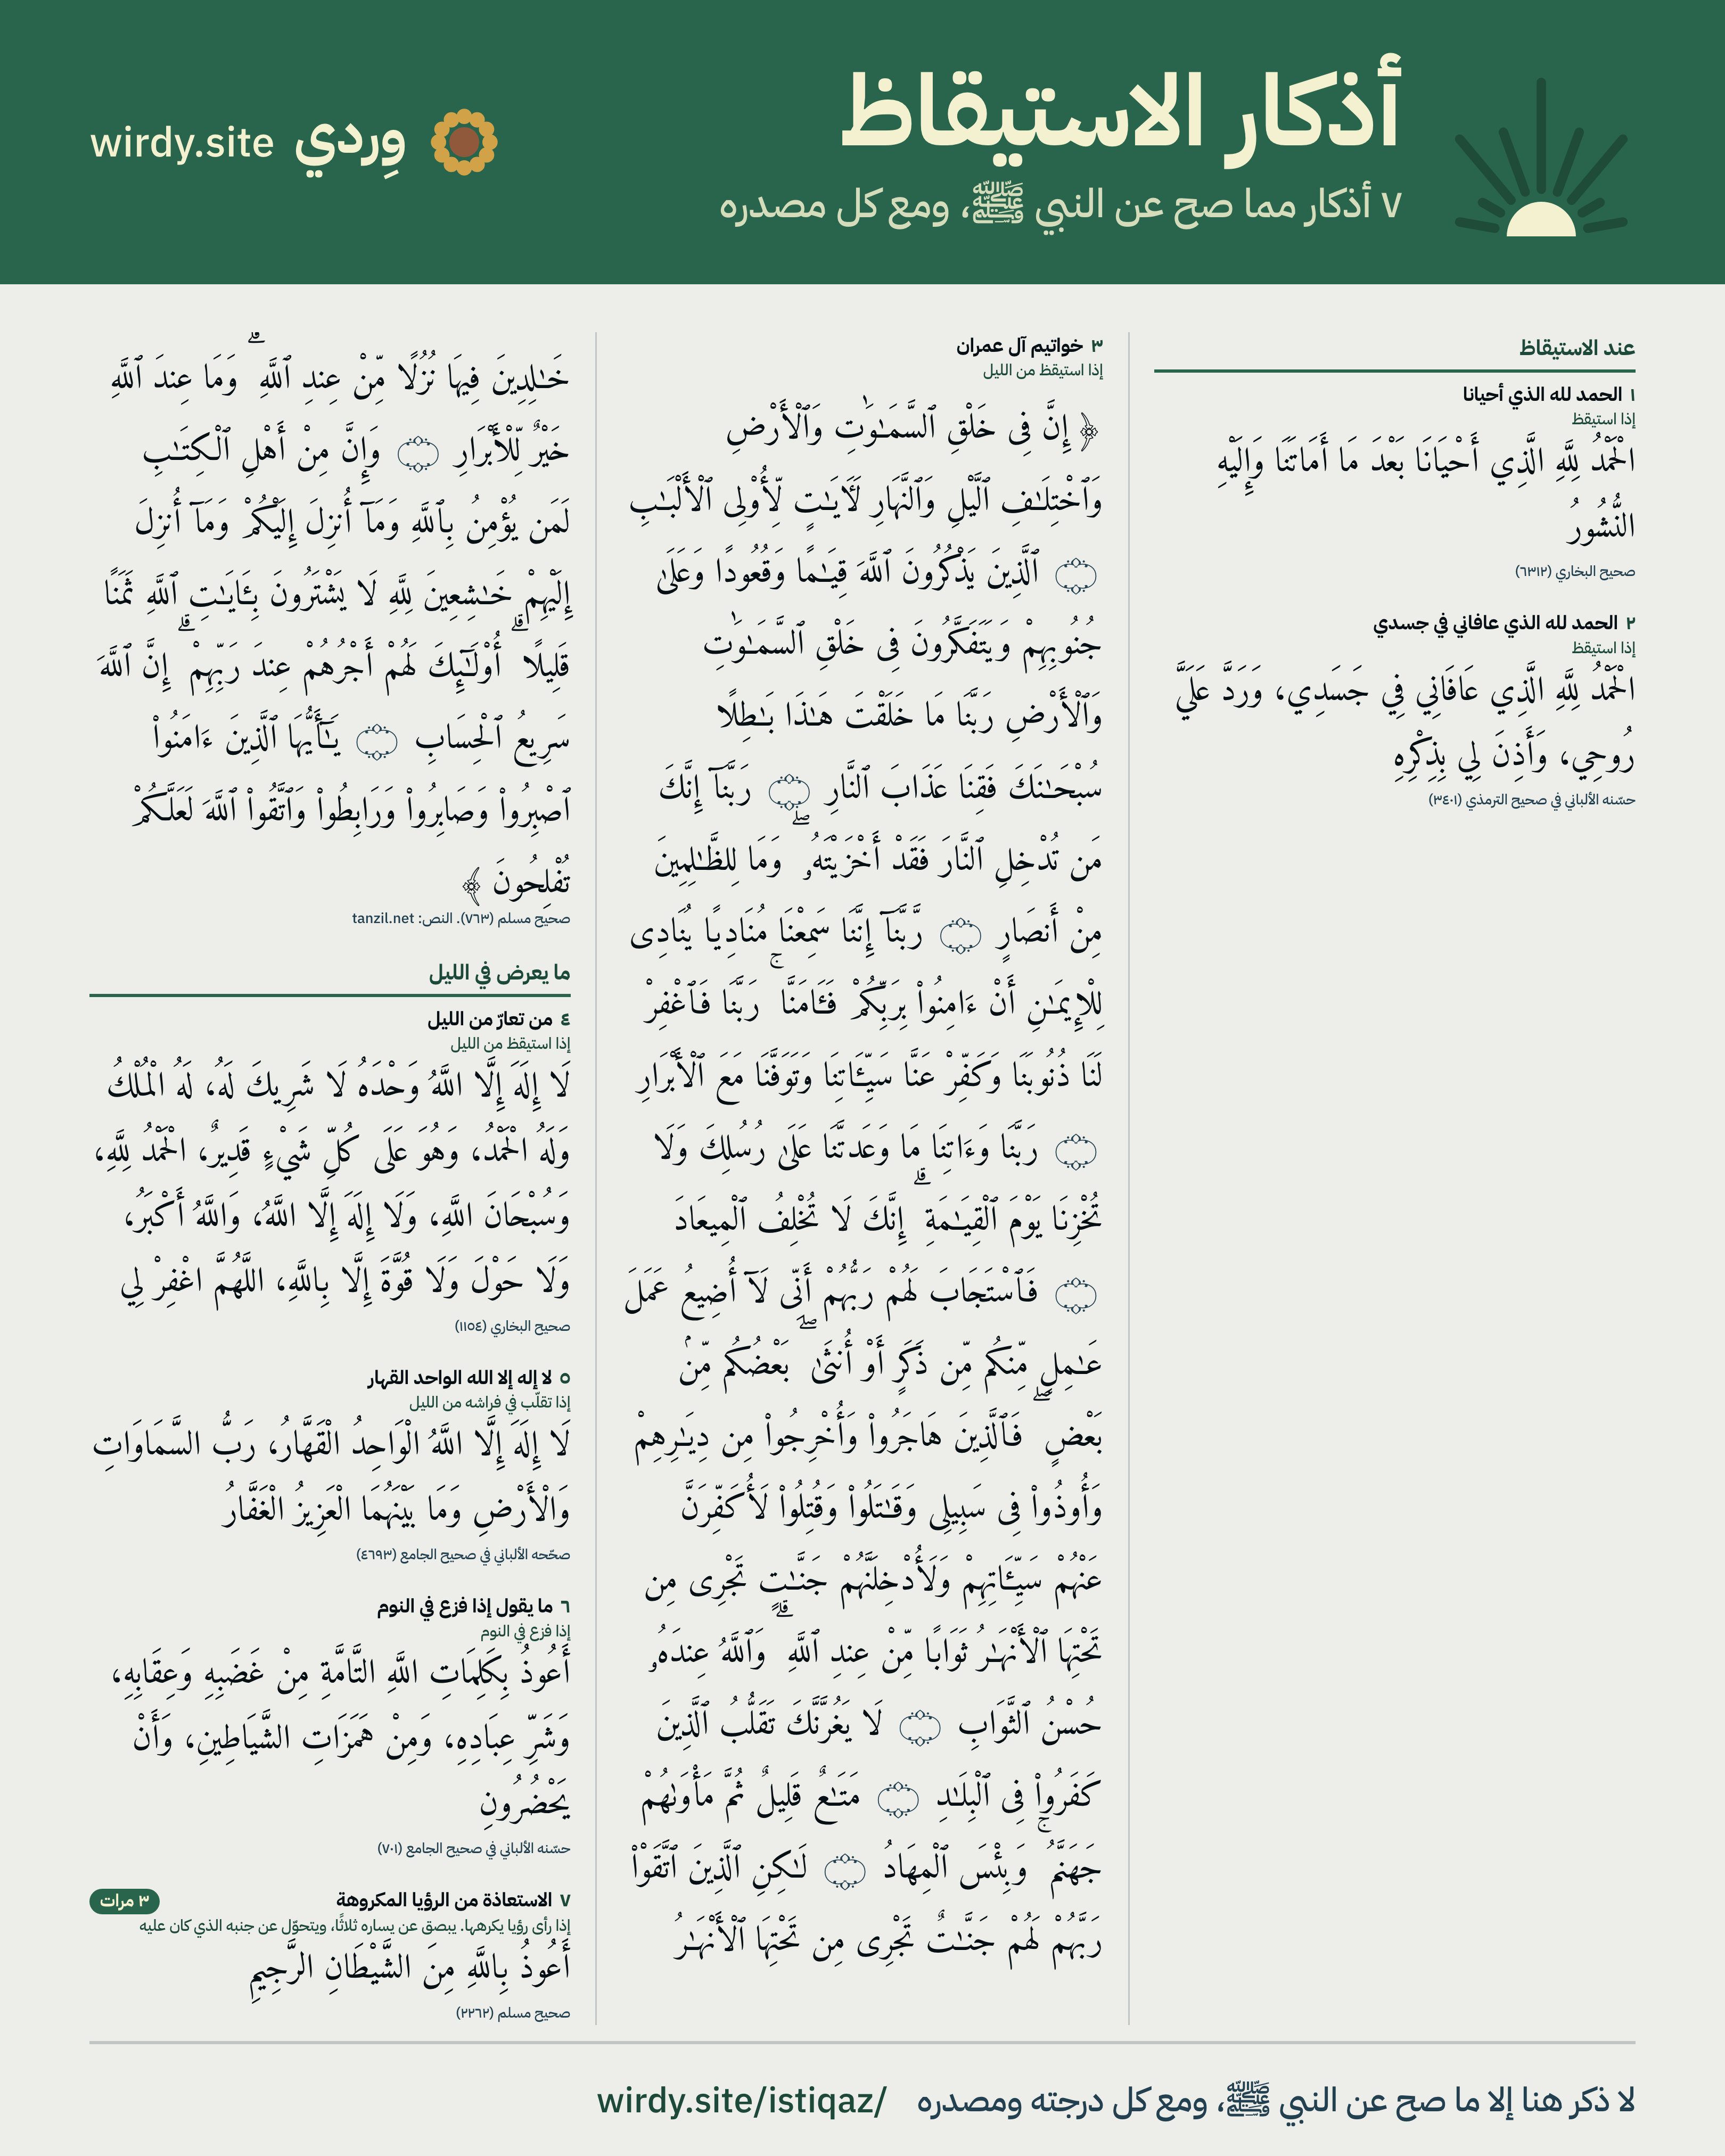 أذكار الاستيقاظ
٧ أذكار مما صح عن النبي ﷺ، ومع كل مصدره
وِردي wirdy.site
عند الاستيقاظ
١ الحمد لله الذي أحيانا
إذا استيقظ
الْحَمْدُ لِلَّهِ الَّذِي أَحْيَانَا بَعْدَ مَا أَمَاتَنَا وَإِلَيْهِ
النُّشُورُ
صحيح البخاري (٦٣١٢)
٢ الحمد لله الذي عافاني في جسدي
إذا استيقظ
الْحَمْدُ لِلَّهِ الَّذِي عَافَانِي فِي جَسَدِي، وَرَدَّ عَلَيَّ
رُوحِي، وَأَذِنَ لِي بِذِكْرِهِ
حسّنه الألباني في صحيح الترمذي (٣٤٠١)
٣ خواتيم آل عمران
إذا استيقظ من الليل
﴿ إِنَّ فِى خَلْقِ ٱلسَّمَـٰوَٰتِ وَٱلْأَرْضِ
وَٱخْتِلَـٰفِ ٱلَّيْلِ وَٱلنَّهَارِ لَـَٔايَـٰتٍ لِّأُو۟لِى ٱلْأَلْبَـٰبِ
۝ ٱلَّذِينَ يَذْكُرُونَ ٱللَّهَ قِيَـٰمًا وَقُعُودًا وَعَلَىٰ
جُنُوبِهِمْ وَيَتَفَكَّرُونَ فِى خَلْقِ ٱلسَّمَـٰوَٰتِ
وَٱلْأَرْضِ رَبَّنَا مَا خَلَقْتَ هَـٰذَا بَـٰطِلًا
سُبْحَـٰنَكَ فَقِنَا عَذَابَ ٱلنَّارِ ۝ رَبَّنَآ إِنَّكَ
مَن تُدْخِلِ ٱلنَّارَ فَقَدْ أَخْزَيْتَهُۥ ۖ وَمَا لِلظَّـٰلِمِينَ
مِنْ أَنصَارٍ ۝ رَّبَّنَآ إِنَّنَا سَمِعْنَا مُنَادِيًا يُنَادِى
لِلْإِيمَـٰنِ أَنْ ءَامِنُوا۟ بِرَبِّكُمْ فَـَٔامَنَّا ۚ رَبَّنَا فَٱغْفِرْ
لَنَا ذُنُوبَنَا وَكَفِّرْ عَنَّا سَيِّـَٔاتِنَا وَتَوَفَّنَا مَعَ ٱلْأَبْرَارِ
۝ رَبَّنَا وَءَاتِنَا مَا وَعَدتَّنَا عَلَىٰ رُسُلِكَ وَلَا
تُخْزِنَا يَوْمَ ٱلْقِيَـٰمَةِ ۗ إِنَّكَ لَا تُخْلِفُ ٱلْمِيعَادَ
۝ فَٱسْتَجَابَ لَهُمْ رَبُّهُمْ أَنِّى لَآ أُضِيعُ عَمَلَ
عَـٰمِلٍ مِّنكُم مِّن ذَكَرٍ أَوْ أُنثَىٰ ۖ بَعْضُكُم مِّنۢ
بَعْضٍ ۖ فَٱلَّذِينَ هَاجَرُوا۟ وَأُخْرِجُوا۟ مِن دِيَـٰرِهِمْ
وَأُوذُوا۟ فِى سَبِيلِى وَقَـٰتَلُوا۟ وَقُتِلُوا۟ لَأُكَفِّرَنَّ
عَنْهُمْ سَيِّـَٔاتِهِمْ وَلَأُدْخِلَنَّهُمْ جَنَّـٰتٍ تَجْرِى مِن
تَحْتِهَا ٱلْأَنْهَـٰرُ ثَوَابًا مِّنْ عِندِ ٱللَّهِ ۗ وَٱللَّهُ عِندَهُۥ
حُسْنُ ٱلثَّوَابِ ۝ لَا يَغُرَّنَّكَ تَقَلُّبُ ٱلَّذِينَ
كَفَرُوا۟ فِى ٱلْبِلَـٰدِ ۝ مَتَـٰعٌ قَلِيلٌ ثُمَّ مَأْوَىٰهُمْ
جَهَنَّمُ ۚ وَبِئْسَ ٱلْمِهَادُ ۝ لَـٰكِنِ ٱلَّذِينَ ٱتَّقَوْا۟
رَبَّهُمْ لَهُمْ جَنَّـٰتٌ تَجْرِى مِن تَحْتِهَا ٱلْأَنْهَـٰرُ
خَـٰلِدِينَ فِيهَا نُزُلًا مِّنْ عِندِ ٱللَّهِ ۗ وَمَا عِندَ ٱللَّهِ
خَيْرٌ لِّلْأَبْرَارِ ۝ وَإِنَّ مِنْ أَهْلِ ٱلْكِتَـٰبِ
لَمَن يُؤْمِنُ بِٱللَّهِ وَمَآ أُنزِلَ إِلَيْكُمْ وَمَآ أُنزِلَ
إِلَيْهِمْ خَـٰشِعِينَ لِلَّهِ لَا يَشْتَرُونَ بِـَٔايَـٰتِ ٱللَّهِ ثَمَنًا
قَلِيلًا ۗ أُو۟لَـٰٓئِكَ لَهُمْ أَجْرُهُمْ عِندَ رَبِّهِمْ ۗ إِنَّ ٱللَّهَ
سَرِيعُ ٱلْحِسَابِ ۝ يَـٰٓأَيُّهَا ٱلَّذِينَ ءَامَنُوا۟
ٱصْبِرُوا۟ وَصَابِرُوا۟ وَرَابِطُوا۟ وَٱتَّقُوا۟ ٱللَّهَ لَعَلَّكُمْ
تُفْلِحُونَ ﴾
صحيح مسلم (٧٦٣). النص: tanzil.net
ما يعرض في الليل
٤ من تعارّ من الليل
إذا استيقظ من الليل
لَا إِلَهَ إِلَّا اللَّهُ وَحْدَهُ لَا شَرِيكَ لَهُ، لَهُ الْمُلْكُ
وَلَهُ الْحَمْدُ، وَهُوَ عَلَى كُلِّ شَيْءٍ قَدِيرٌ، الْحَمْدُ لِلَّهِ،
وَسُبْحَانَ اللَّهِ، وَلَا إِلَهَ إِلَّا اللَّهُ، وَاللَّهُ أَكْبَرُ،
وَلَا حَوْلَ وَلَا قُوَّةَ إِلَّا بِاللَّهِ، اللَّهُمَّ اغْفِرْ لِي
صحيح البخاري (١١٥٤)
٥ لا إله إلا الله الواحد القهار
إذا تقلّب في فراشه من الليل
لَا إِلَهَ إِلَّا اللَّهُ الْوَاحِدُ الْقَهَّارُ، رَبُّ السَّمَاوَاتِ
وَالْأَرْضِ وَمَا بَيْنَهُمَا الْعَزِيزُ الْغَفَّارُ
صحّحه الألباني في صحيح الجامع (٤٦٩٣)
٦ ما يقول إذا فزع في النوم
إذا فزع في النوم
أَعُوذُ بِكَلِمَاتِ اللَّهِ التَّامَّةِ مِنْ غَضَبِهِ وَعِقَابِهِ،
وَشَرِّ عِبَادِهِ، وَمِنْ هَمَزَاتِ الشَّيَاطِينِ، وَأَنْ
يَحْضُرُونِ
حسّنه الألباني في صحيح الجامع (٧٠١)
٧ الاستعاذة من الرؤيا المكروهة ٣ مرات
إذا رأى رؤيا يكرهها. يبصق عن يساره ثلاثًا، ويتحوّل عن جنبه الذي كان عليه
أَعُوذُ بِاللَّهِ مِنَ الشَّيْطَانِ الرَّجِيمِ
صحيح مسلم (٢٢٦٢)
لا ذكر هنا إلا ما صح عن النبي ﷺ، ومع كل درجته ومصدره wirdy.site/istiqaz/